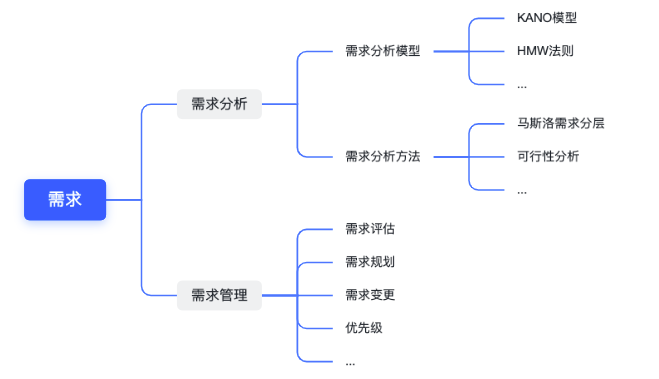 需求
需求分析
需求分析模型
KANO模型
HMW法则
...
需求分析方法
马斯洛需求分层
可行性分析
...
需求管理
需求评估
需求规划
需求变更
优先级
...